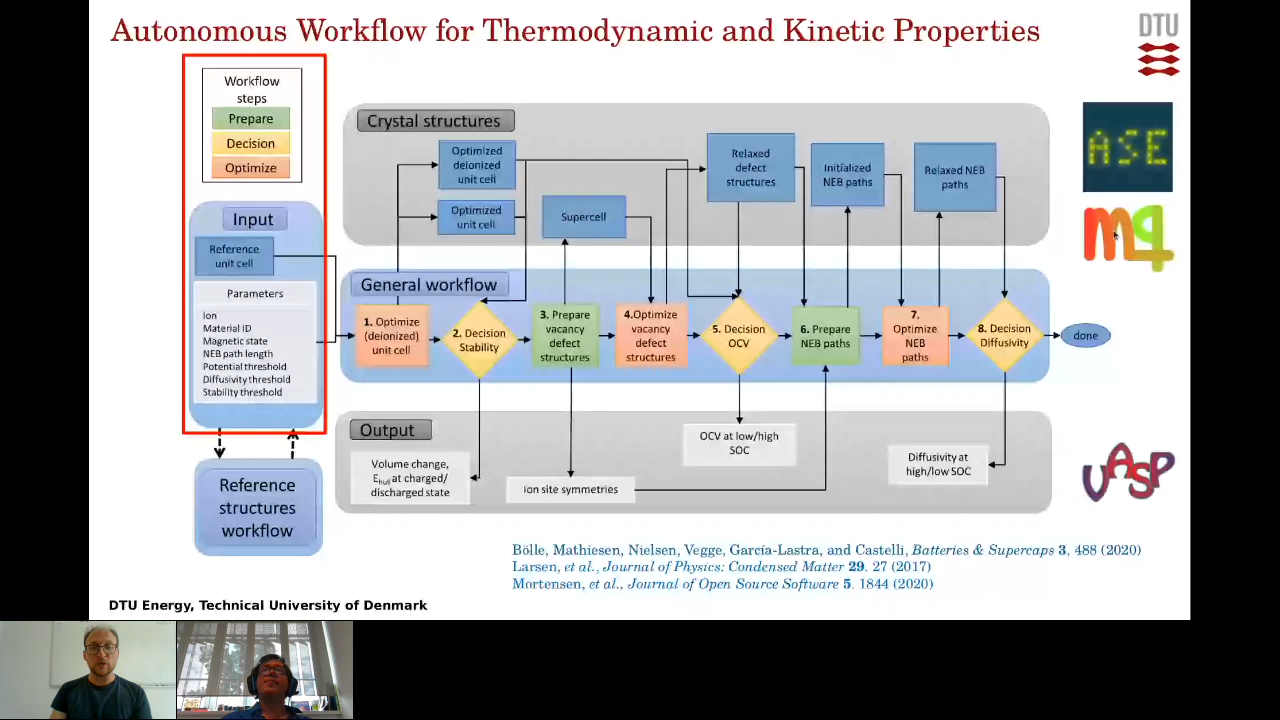 Autonomous Workflow for Thermodynamic and Kinetic Properties
DTU
Workflow
steps
Prepare
Decision
Optimize
Input
Reference
unit cell
Parameters
Ion
Material ID
Magnetic state
NEB path length
Potential threshold
Diffusivity threshold
Stability threshold
Reference
structures
workflow
Crystal structures
Optimized
deionized
unit cell
Optimized
unit cell
Supercell
Relaxed
defect
structures
Initialized
NEB paths
Relaxed NEB
paths
General workflow
1. Optimize
(deionized)
unit cell
2. Decision
Stability
3. Prepare
vacancy
defect
structures
4.Optimize
vacancy
defect
structures
5. Decision
OCV
6. Prepare
NEB paths
7.
Optimize
NEB
paths
8. Decision
Diffusivity
done
Output
Volume change,
Ehull at charged/
discharged state
Ion site symmetries
OCV at low/high
SOC
Diffusivity at
high/low SOC
ASE
mq
VASP
Bölle, Mathiesen, Nielsen, Vegge, García-Lastra, and Castelli, Batteries & Supercaps 3, 488 (2020)
Larsen, et al., Journal of Physics: Condensed Matter 29. 27 (2017)
Mortensen, et al., Journal of Open Source Software 5. 1844 (2020)
DTU Energy, Technical University of Denmark